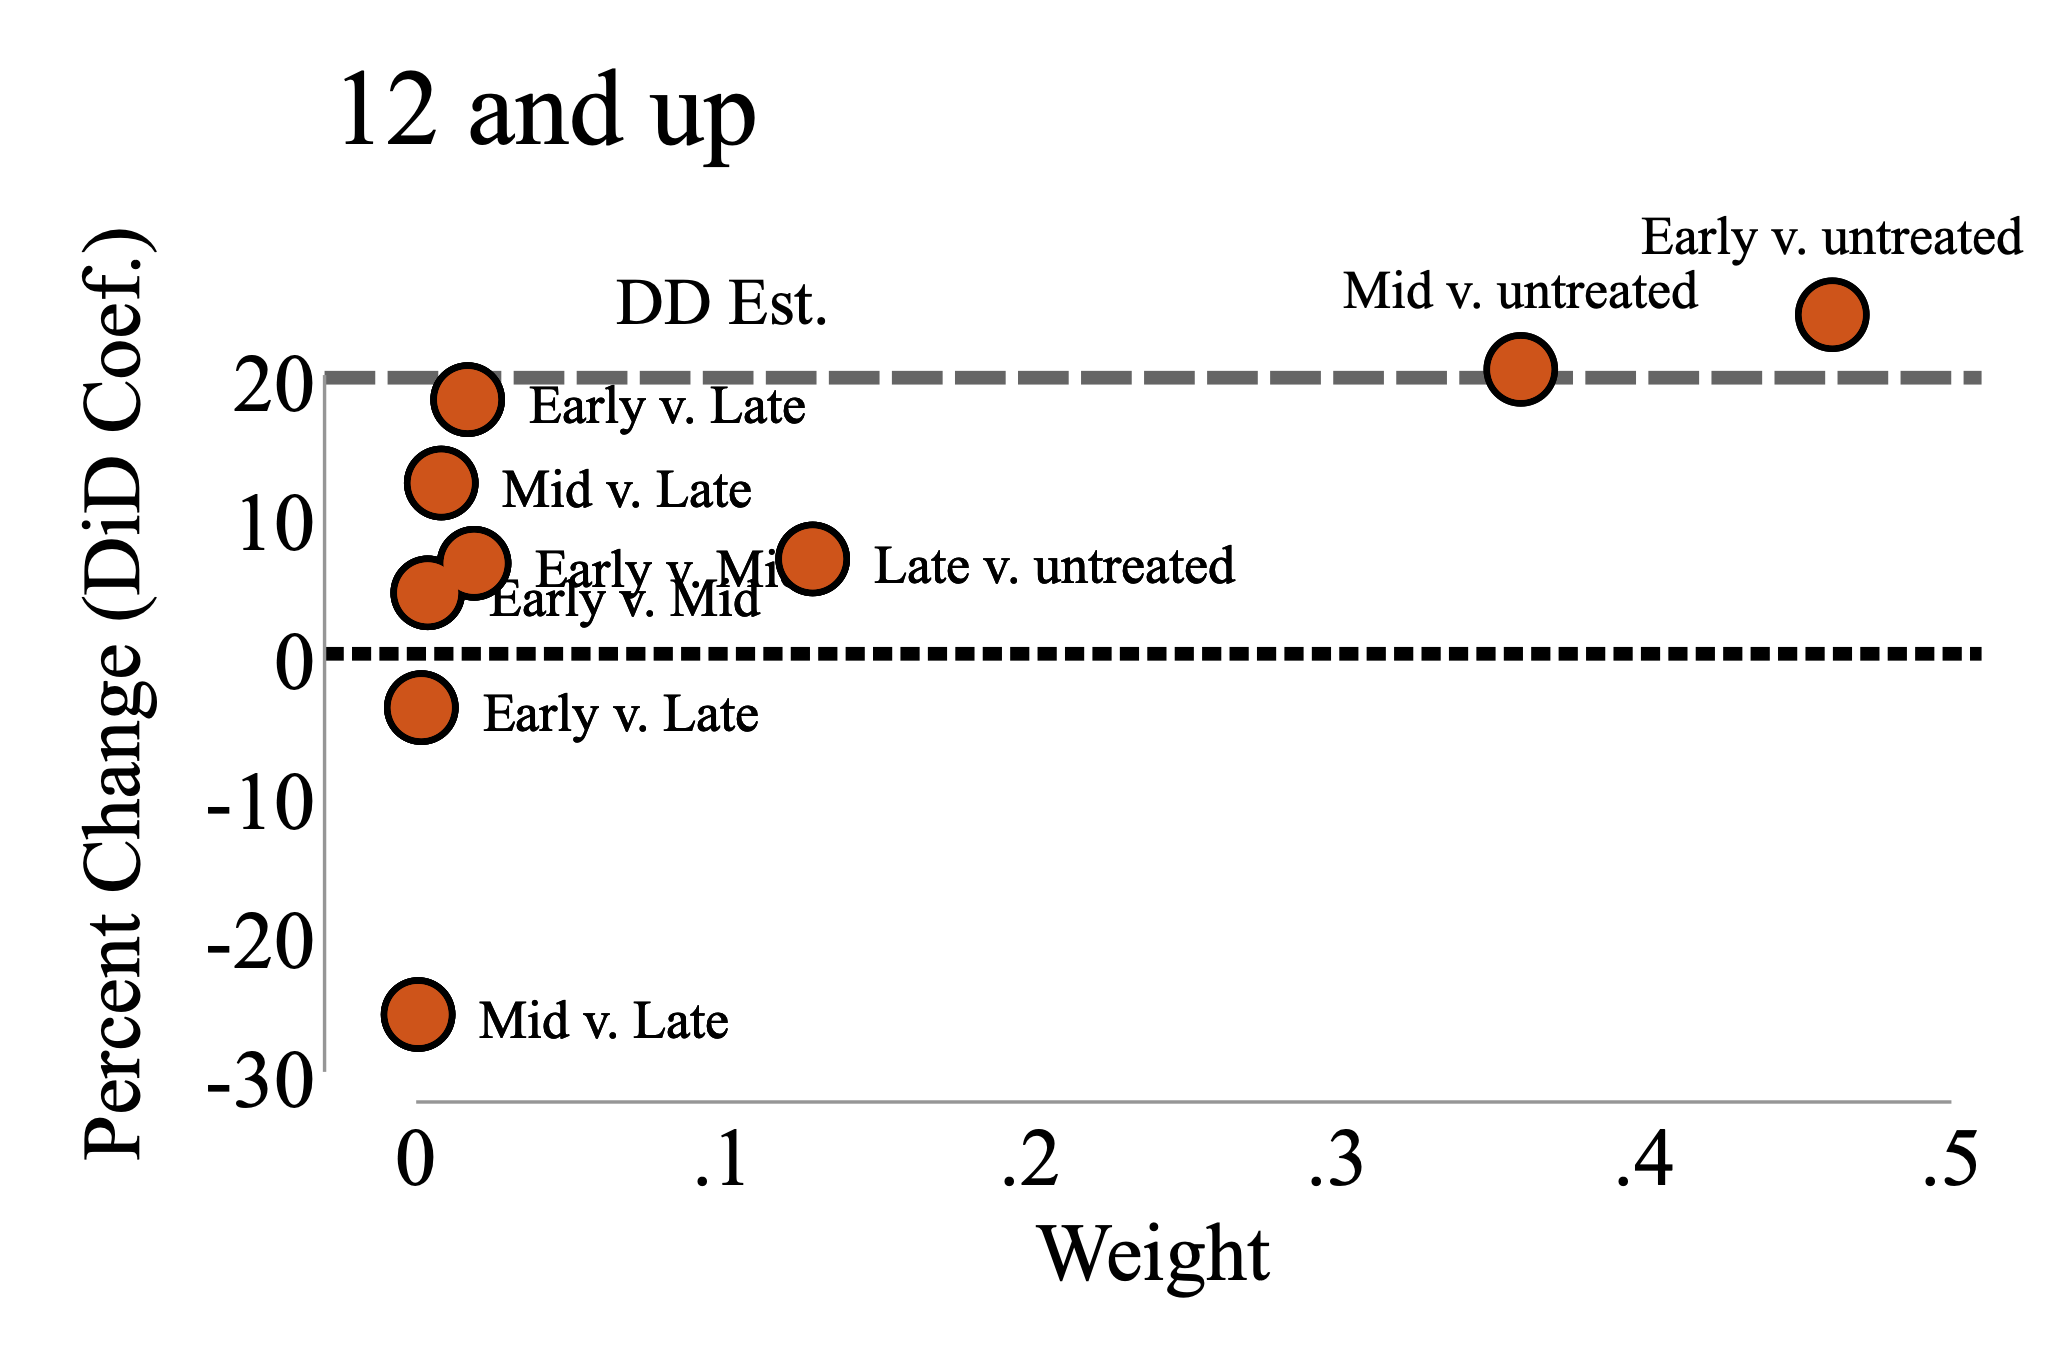 12 and up
Early v. untreated
Mid v. untreated
DD Est.
Early v. Late
Mid v. Late
Early v. Mid
Late v. untreated
Early v. Mid
Early v. Late
Mid v. Late
Percent Change (DiD Coef.)
20
10
0
-10
-20
-30
0 .1 .2 .3 .4 .5
Weight